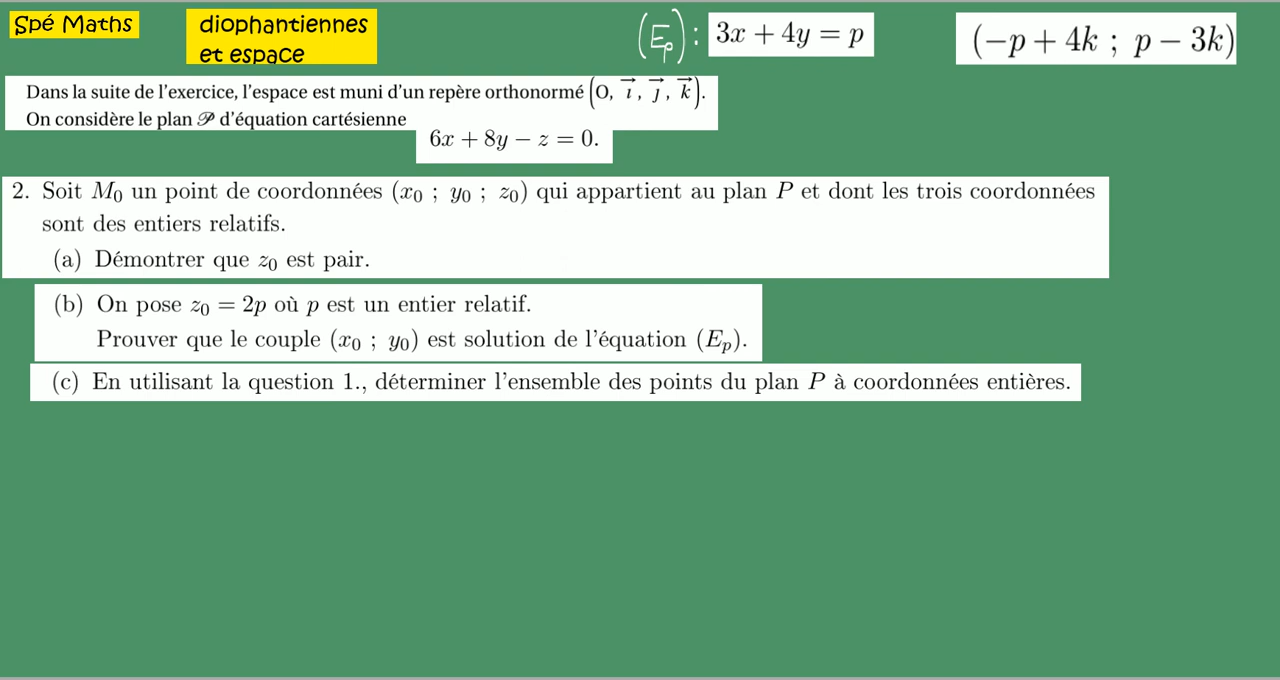 Spé Maths
diophantiennes
et espace
(Eₚ) : 3x + 4y = p
(−p + 4k ; p − 3k)
Dans la suite de l'exercice, l'espace est muni d'un repère orthonormé (O, i⃗, j⃗, k⃗).
On considère le plan 𝒫 d'équation cartésienne
6x + 8y − z = 0.
2. Soit M₀ un point de coordonnées (x₀ ; y₀ ; z₀) qui appartient au plan P et dont les trois coordonnées
sont des entiers relatifs.
(a) Démontrer que z₀ est pair.
(b) On pose z₀ = 2p où p est un entier relatif.
Prouver que le couple (x₀ ; y₀) est solution de l'équation (Eₚ).
(c) En utilisant la question 1., déterminer l'ensemble des points du plan P à coordonnées entières.